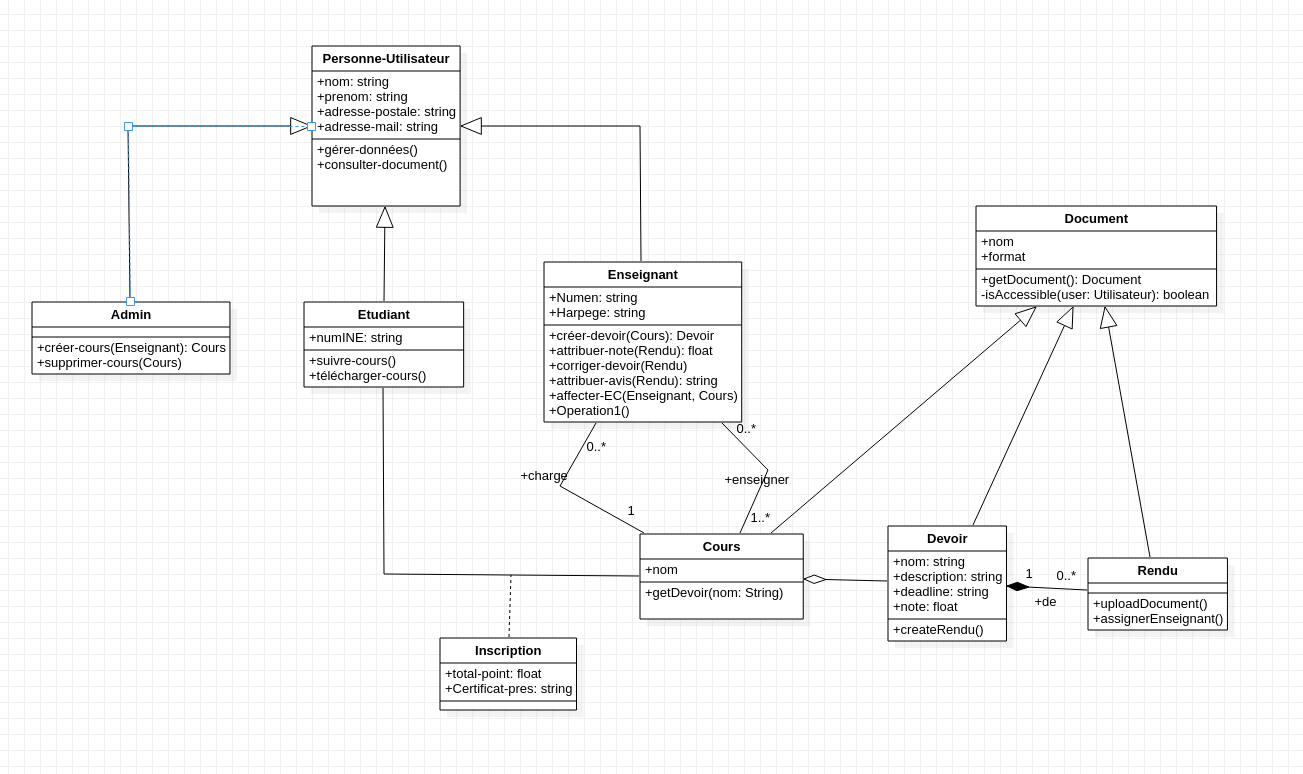 Personne-Utilisateur
+nom: string
+prenom: string
+adresse-postale: string
+adresse-mail: string
+gérer-données()
+consulter-document()
Document
+nom
+format
+getDocument(): Document
-isAccessible(user: Utilisateur): boolean
Enseignant
+Numen: string
+Harpege: string
+créer-devoir(Cours): Devoir
+attribuer-note(Rendu): float
+corriger-devoir(Rendu)
+attribuer-avis(Rendu): string
+affecter-EC(Enseignant, Cours)
+Operation1()
Admin
+créer-cours(Enseignant): Cours
+supprimer-cours(Cours)
Etudiant
+numINE: string
+suivre-cours()
+télécharger-cours()
0..*
0..*
+charge
+enseigner
1
1..*
Cours
+nom
+getDevoir(nom: String)
Devoir
+nom: string
+description: string
+deadline: string
+note: float
+createRendu()
1
0..*
+de
Rendu
+uploadDocument()
+assignerEnseignant()
Inscription
+total-point: float
+Certificat-pres: string